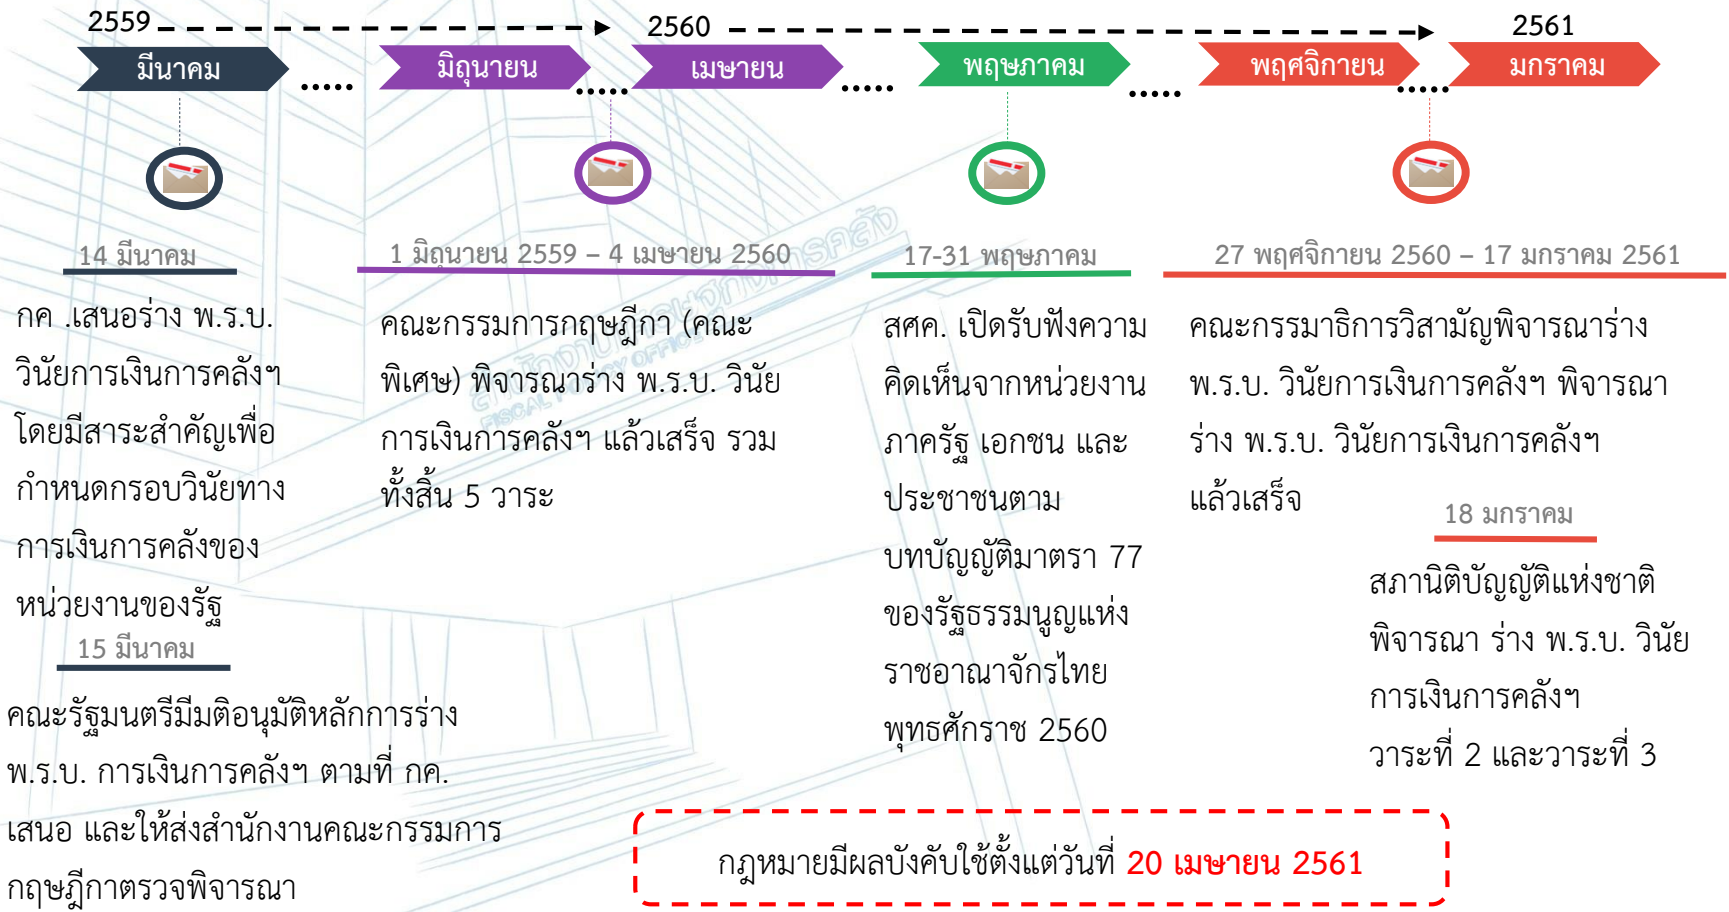 2559
2560
2561
มีนาคม
มิถุนายน
เมษายน
พฤษภาคม
พฤศจิกายน
มกราคม
14 มีนาคม
กค .เสนอร่าง พ.ร.บ.
วินัยการเงินการคลังฯ
โดยมีสาระสำคัญเพื่อ
กำหนดกรอบวินัยทาง
การเงินการคลังของ
หน่วยงานของรัฐ
15 มีนาคม
คณะรัฐมนตรีมีมติอนุมัติหลักการร่าง
พ.ร.บ. การเงินการคลังฯ ตามที่ กค.
เสนอ และให้ส่งสำนักงานคณะกรรมการ
กฤษฎีกาตรวจพิจารณา
1 มิถุนายน 2559 – 4 เมษายน 2560
คณะกรรมการกฤษฎีกา (คณะ
พิเศษ) พิจารณาร่าง พ.ร.บ. วินัย
การเงินการคลังฯ แล้วเสร็จ รวม
ทั้งสิ้น 5 วาระ
17-31 พฤษภาคม
สศค. เปิดรับฟังความ
คิดเห็นจากหน่วยงาน
ภาครัฐ เอกชน และ
ประชาชนตาม
บทบัญญัติมาตรา 77
ของรัฐธรรมนูญแห่ง
ราชอาณาจักรไทย
พุทธศักราช 2560
27 พฤศจิกายน 2560 – 17 มกราคม 2561
คณะกรรมาธิการวิสามัญพิจารณาร่าง
พ.ร.บ. วินัยการเงินการคลังฯ พิจารณา
ร่าง พ.ร.บ. วินัยการเงินการคลังฯ
แล้วเสร็จ
18 มกราคม
สภานิติบัญญัติแห่งชาติ
พิจารณา ร่าง พ.ร.บ. วินัย
การเงินการคลังฯ
วาระที่ 2 และวาระที่ 3
กฎหมายมีผลบังคับใช้ตั้งแต่วันที่ 20 เมษายน 2561
สำนักงานเศรษฐกิจการคลัง
FISCAL POLICY OFFICE